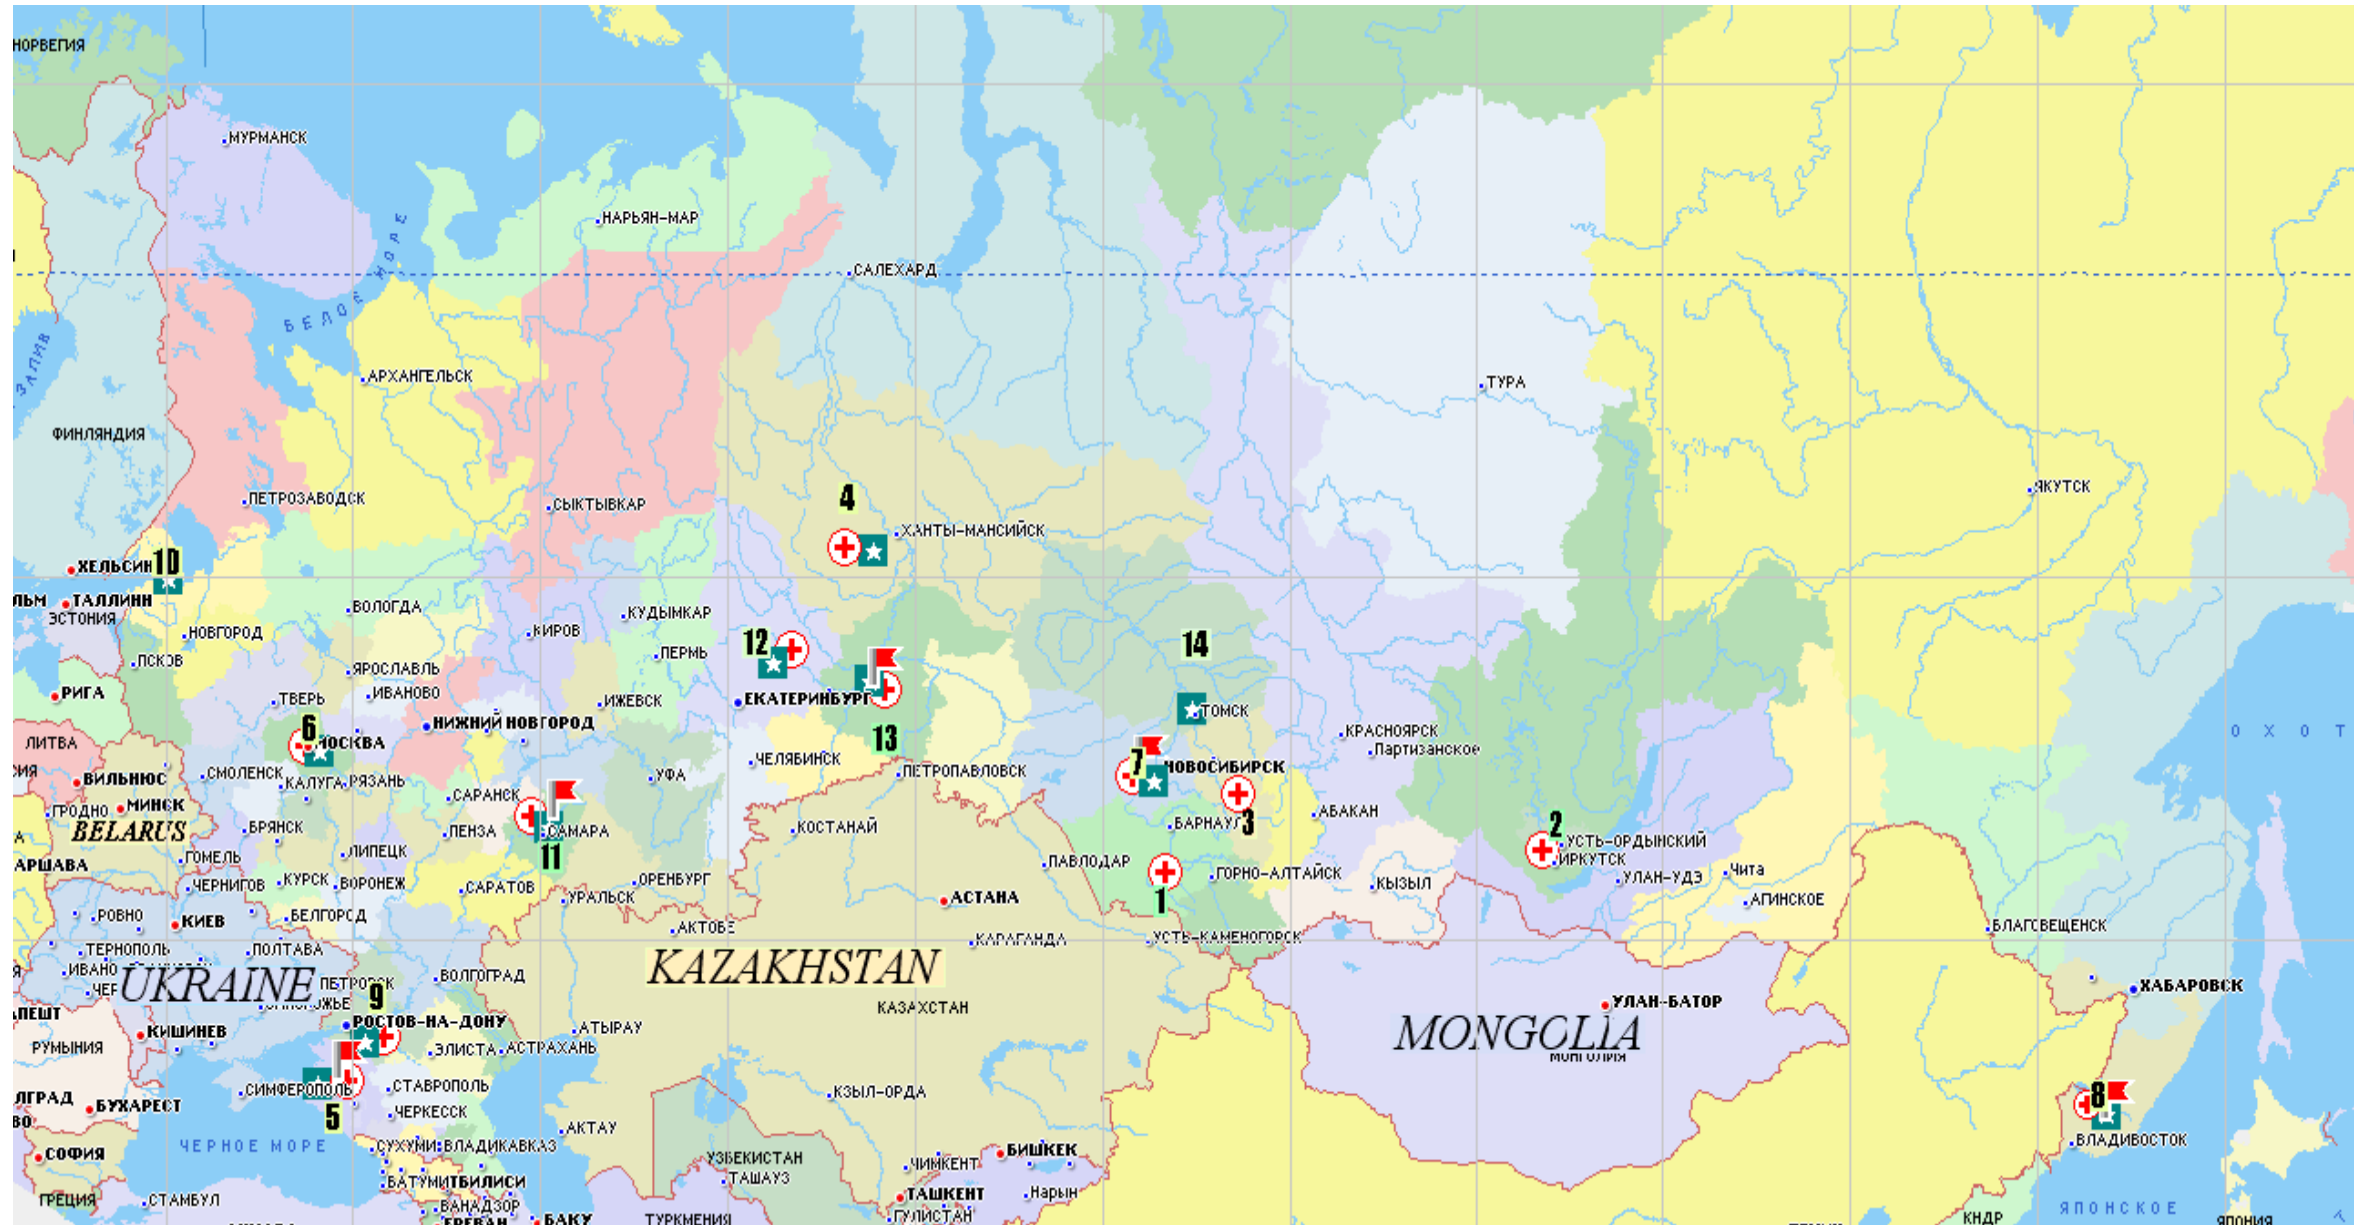 НОРВЕГИЯ
МУРМАНСК
НАРЬЯН-МАР
БЕЛОЕ МОРЕ
САЛЕХАРД
ЗАЛИВ
АРХАНГЕЛЬСК
ТУРА
ФИНЛЯНДИЯ
ПЕТРОЗАВОДСК
СЫКТЫВКАР
4
ЯКУТСК
ХАНТЫ-МАНСИЙСК
10
ХЕЛЬСИН
ТАЛЛИНН
ЭСТОНИЯ
ВОЛОГДА
КУДЫМКАР
НОВГОРОД
КИРОВ
12
14
ПСКОВ
ЯРОСЛАВЛЬ
ПЕРМЬ
РИГА
ТВЕРЬ
ИВАНОВО
ИЖЕВСК
ЕКАТЕРИНБУРГ
ТОМСК
6
НИЖНИЙ НОВГОРОД
13
КРАСНОЯРСК
О Х О Т
ЛИТВА
МОСКВА
Партизанское
ЧЕЛЯБИНСК
7
НОВОСИБИРСК
ВИЛЬНЮС
СМОЛЕНСК
КАЛУГА
РЯЗАНЬ
УФА
ПЕТРОПАВЛОВСК
САРАНСК
ГРОДНО
МИНСК
АБАКАН
BELARUS
БРЯНСК
ПЕНЗА
САМАРА
КОСТАНАЙ
БАРНАУЛ
3
2
УСТЬ-ОРДЫНСКИЙ
АРШАВА
ГОМЕЛЬ
ЛИПЕЦК
11
ПАВЛОДАР
ИРКУТСК
ЧЕРНИГОВ
КУРСК
ВОРОНЕЖ
САРАТОВ
ОРЕНБУРГ
ГОРНО-АЛТАЙСК
КЫЗЫЛ
УЛАН-УДЭ
Чита
УРАЛЬСК
АСТАНА
1
АГИНСКОЕ
РОВНО
КИЕВ
БЕЛГОРОД
АКТОБЕ
БЛАГОВЕЩЕНСК
ТЕРНОПОЛЬ
ПОЛТАВА
КАРАГАНДА
УСТЬ-КАМЕНОГОРСК
ИВАНО
UKRAINE
ВОЛГОГРАД
KAZAKHSTAN
ХАБАРОВСК
9
КАЗАХСТАН
УЛАН-БАТОР
КИШИНЕВ
РОСТОВ-НА-ДОНУ
АТЫРАУ
MONGOLIA
РУМЫНИЯ
ЭЛИСТА
АСТРАХАНЬ
МОНГОЛИЯ
СИМФЕРОПОЛЬ
СТАВРОПОЛЬ
КЗЫЛ-ОРДА
8
БУХАРЕСТ
5
ЧЕРКЕССК
АКТАУ
ВЛАДИВОСТОК
ЧЕРНОЕ МОРЕ
СУХУМИ
ВЛАДИКАВКАЗ
СОФИЯ
УЗБЕКИСТАН
БИШКЕК
ЧИМКЕНТ
БАТУМИ
ТБИЛИСИ
ТАШАУЗ
ГРЕЦИЯ
СТАМБУЛ
ТАШКЕНТ
Нарын
ВАНАДЗОР
ЕРЕВАН
БАКУ
ТУРКМЕНИЯ
ГУЛИСТАН
КНДР
ЯПОНСКОЕ
ЯПОНИЯ